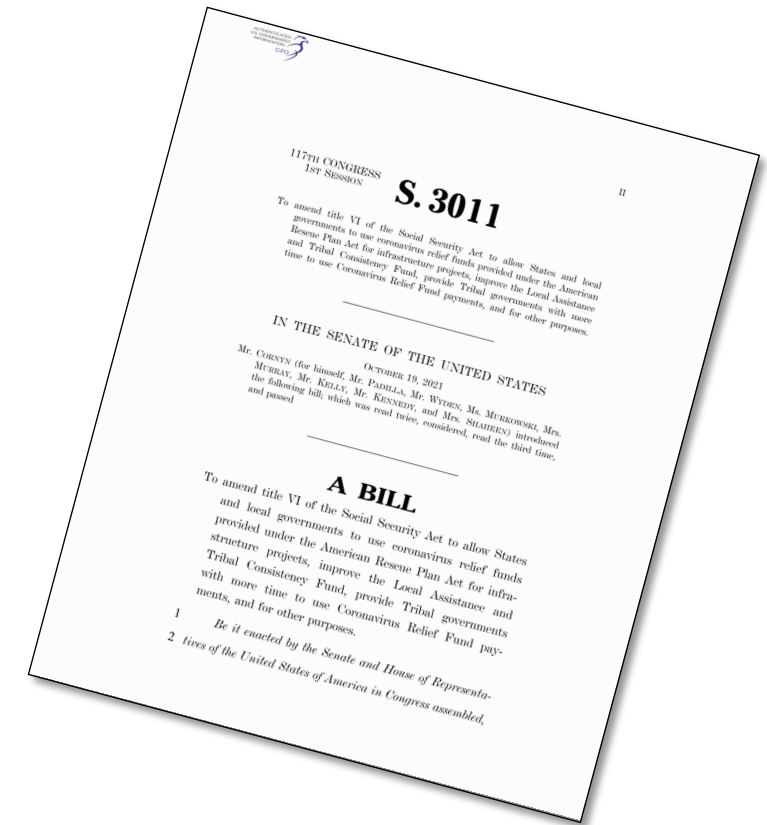 AUTHENTICATED
U.S. GOVERNMENT
INFORMATION
GPO
II
117TH CONGRESS
1ST SESSION
S. 3011
To amend title VI of the Social Security Act to allow States and local
governments to use coronavirus relief funds provided under the American
Rescue Plan Act for infrastructure projects, improve the Local Assistance
and Tribal Consistency Fund, provide Tribal governments with more
time to use Coronavirus Relief Fund payments, and for other purposes.
IN THE SENATE OF THE UNITED STATES
OCTOBER 19, 2021
Mr. CORNYN (for himself, Mr. PADILLA, Mr. WYDEN, Ms. MURKOWSKI, Mrs.
MURRAY, Mr. KELLY, Mr. KENNEDY, and Mrs. SHAHEEN) introduced
the following bill; which was read twice, considered, read the third time,
and passed
A BILL
To amend title VI of the Social Security Act to allow States
and local governments to use coronavirus relief funds
provided under the American Rescue Plan Act for infra-
structure projects, improve the Local Assistance and
Tribal Consistency Fund, provide Tribal governments
with more time to use Coronavirus Relief Fund pay-
ments, and for other purposes.
1 Be it enacted by the Senate and House of Representa-
2 tives of the United States of America in Congress assembled,